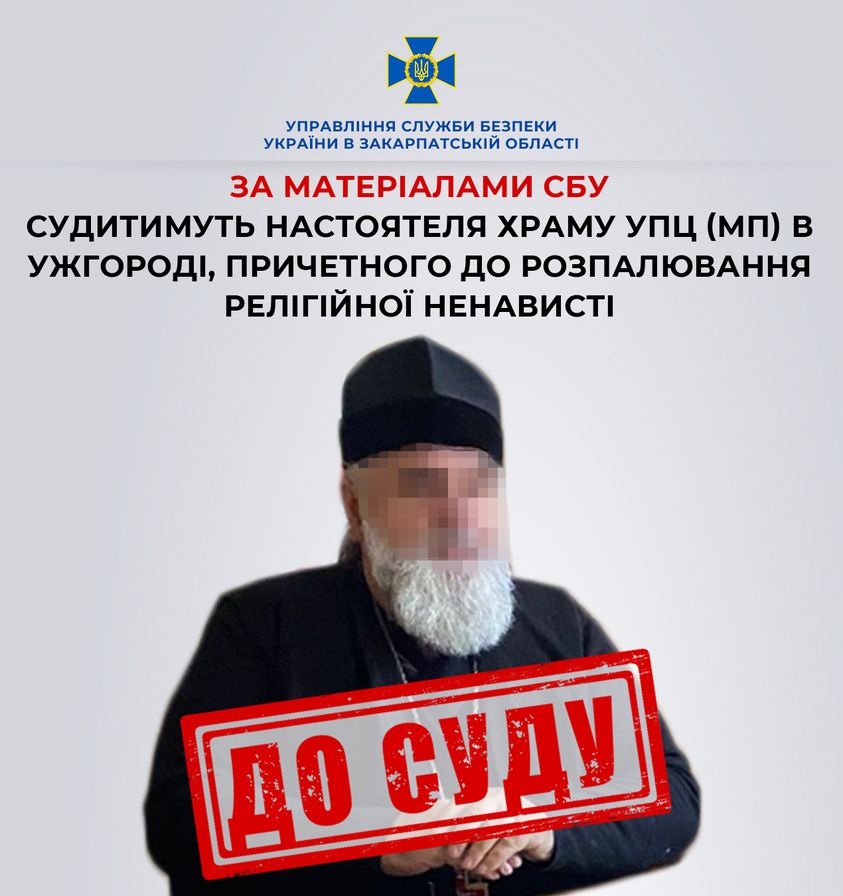 УПРАВЛІННЯ СЛУЖБИ БЕЗПЕКИ
УКРАЇНИ В ЗАКАРПАТСЬКІЙ ОБЛАСТІ
ЗА МАТЕРІАЛАМИ СБУ
СУДИТИМУТЬ НАСТОЯТЕЛЯ ХРАМУ УПЦ (МП) В
УЖГОРОДІ, ПРИЧЕТНОГО ДО РОЗПАЛЮВАННЯ
РЕЛІГІЙНОЇ НЕНАВИСТІ
ДО СУДУ